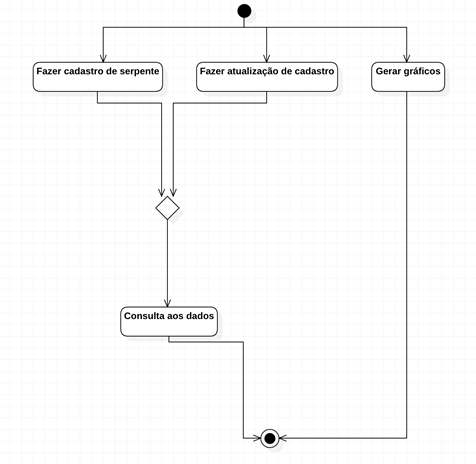 Fazer cadastro de serpente
Fazer atualização de cadastro
Gerar gráficos
Consulta aos dados